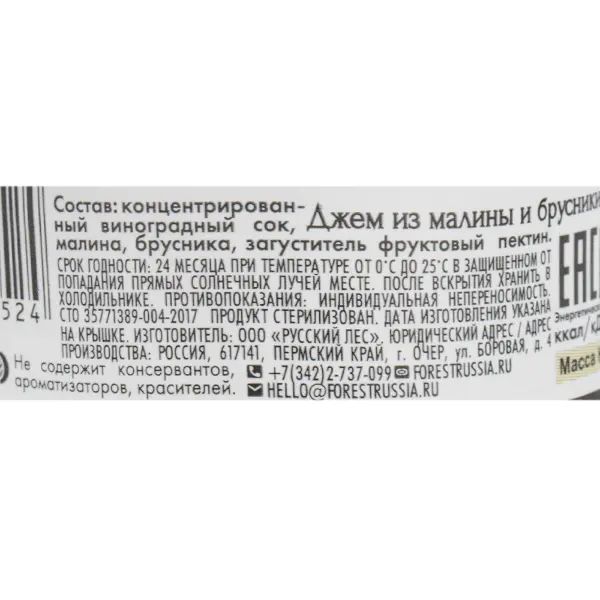 Состав: концентрирован-
ный виноградный сок,
малина, брусника, загуститель фруктовый пектин.
Джем из малины и брусники
СРОК ГОДНОСТИ: 24 МЕСЯЦА ПРИ ТЕМПЕРАТУРЕ ОТ 0°С ДО 25°С В ЗАЩИЩЕННОМ ОТ
ПОПАДАНИЯ ПРЯМЫХ СОЛНЕЧНЫХ ЛУЧЕЙ МЕСТЕ. ПОСЛЕ ВСКРЫТИЯ ХРАНИТЬ В
ХОЛОДИЛЬНИКЕ. ПРОТИВОПОКАЗАНИЯ: ИНДИВИДУАЛЬНАЯ НЕПЕРЕНОСИМОСТЬ.
СТО 35771389-004-2017 ПРОДУКТ СТЕРИЛИЗОВАН. ДАТА ИЗГОТОВЛЕНИЯ УКАЗАНА
НА КРЫШКЕ. ИЗГОТОВИТЕЛЬ: ООО «РУССКИЙ ЛЕС». ЮРИДИЧЕСКИЙ АДРЕС / АДРЕС
ПРОИЗВОДСТВА: РОССИЯ, 617141, ПЕРМСКИЙ КРАЙ, г. ОЧЕР, ул. БОРОВАЯ, д. 4
Не содержит консервантов,
ароматизаторов, красителей.
+7(342)2-737-099 FORESTRUSSIA.RU
HELLO@FORESTRUSSIA.RU
524
EAC
ккал/
Масса